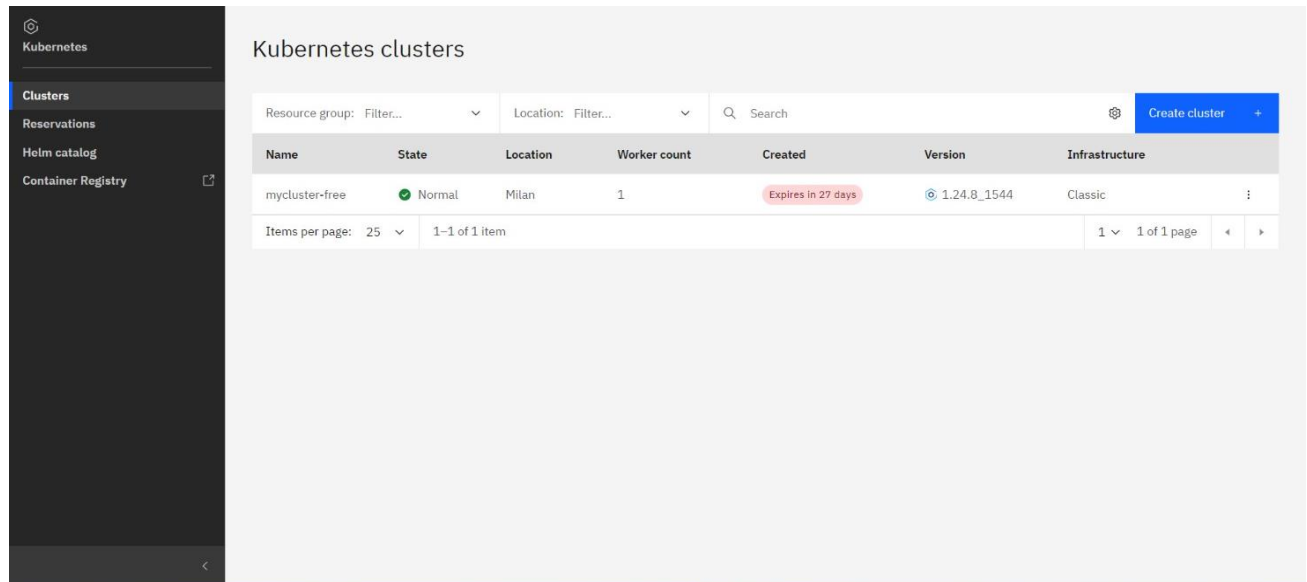 Kubernetes
Clusters
Reservations
Helm catalog
Container Registry
Kubernetes clusters
Resource group: Filter... Location: Filter... Search Create cluster +
Name State Location Worker count Created Version Infrastructure
mycluster-free Normal Milan 1 Expires in 27 days 1.24.8_1544 Classic
Items per page: 25 1–1 of 1 item 1 1 of 1 page